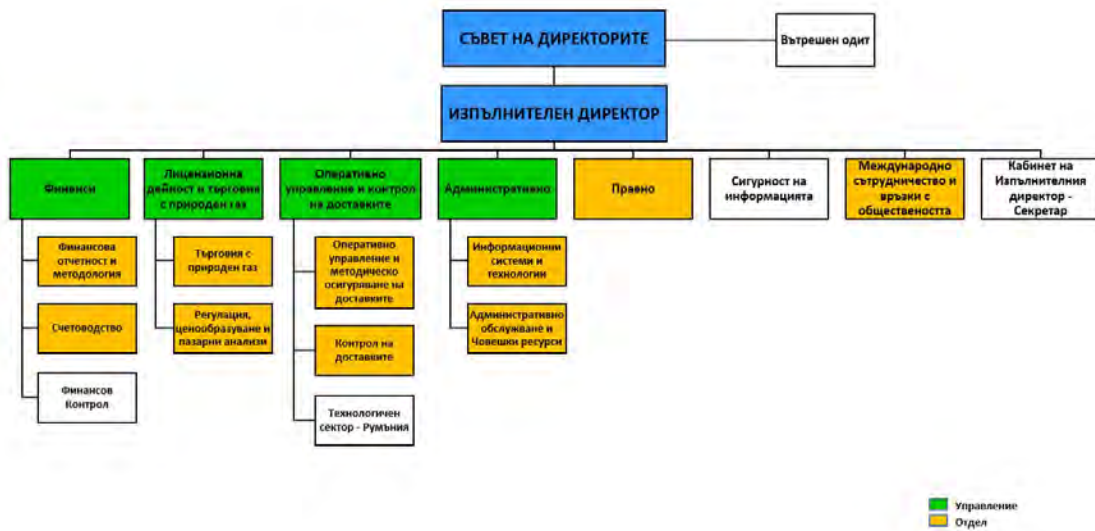 СЪВЕТ НА ДИРЕКТОРИТЕ
Вътрешен одит
ИЗПЪЛНИТЕЛЕН ДИРЕКТОР
Финанси
Лицензионна
дейност и търговия
с природен газ
Оперативно
управление и контрол
на доставките
Административно
Правно
Сигурност на
информацията
Международно
сътрудничество и
връзки с
обществеността
Кабинет на
Изпълнителния
директор -
Секретар
Финансова
отчетност и
методология
Търговия с
природен газ
Оперативно
управление и
методическо
осигуряване на
доставките
Информационни
системи и
технологии
Счетоводство
Регулация,
ценообразуване и
пазарни анализи
Контрол на
доставките
Административно
обслужване и
Човешки ресурси
Финансов
Контрол
Технологичен
сектор - Румъния
Управление
Отдел